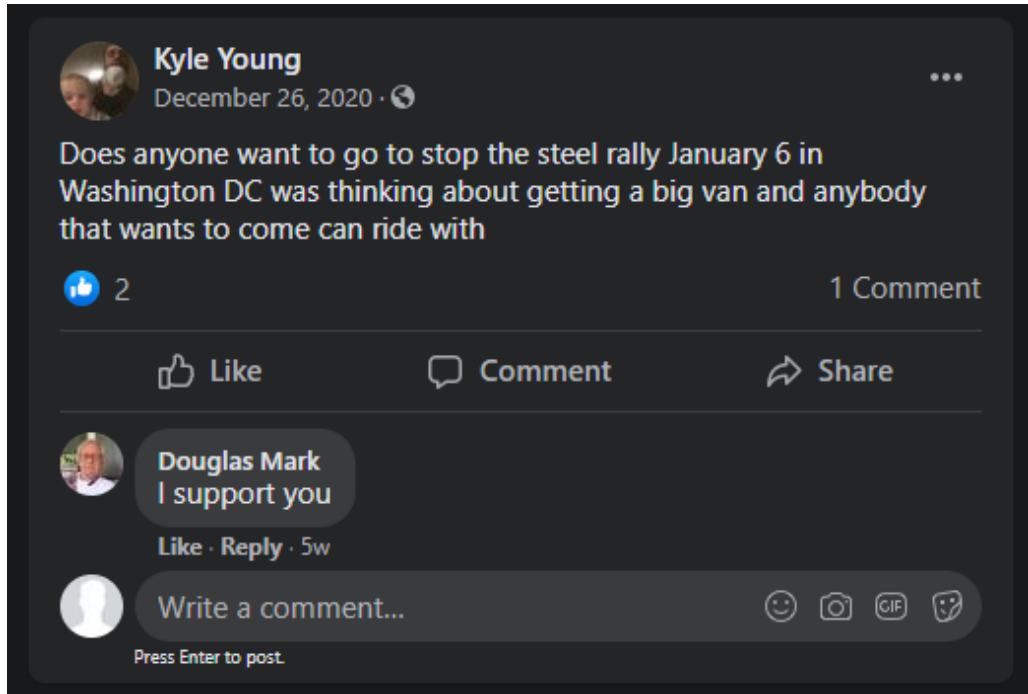 Kyle Young
December 26, 2020 ·
Does anyone want to go to stop the steel rally January 6 in
Washington DC was thinking about getting a big van and anybody
that wants to come can ride with
2
1 Comment
Like
Comment
Share
Douglas Mark
I support you
Like · Reply · 5w
Write a comment...
GIF
Press Enter to post.